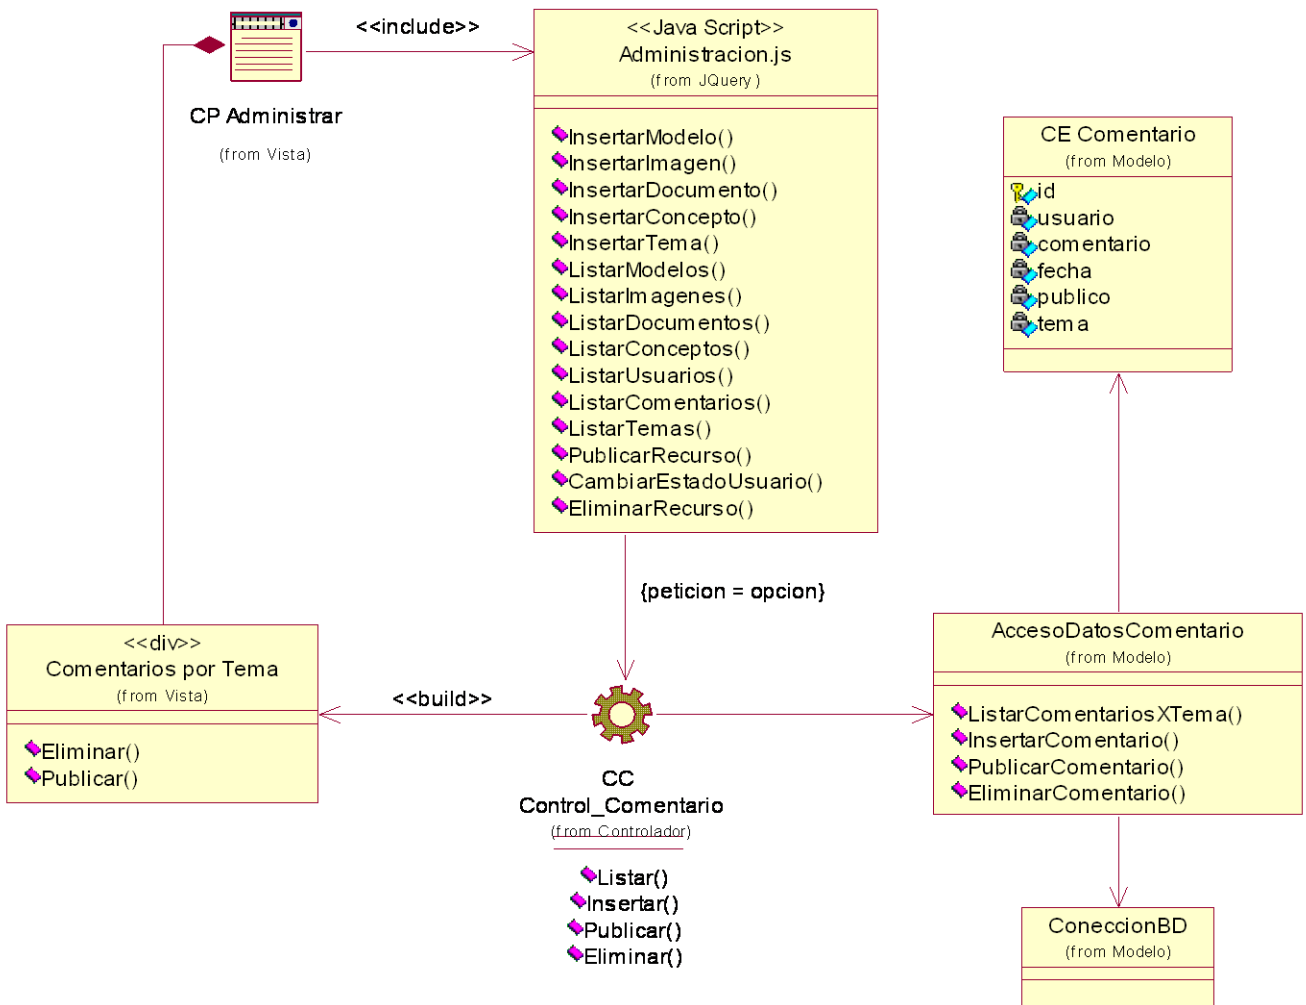 <<include>>
CP Administrar
(from Vista)
<<Java Script>>
Administracion.js
(from JQuery)
InsertarModelo()
InsertarImagen()
InsertarDocumento()
InsertarConcepto()
InsertarTema()
ListarModelos()
ListarImagenes()
ListarDocumentos()
ListarConceptos()
ListarUsuarios()
ListarComentarios()
ListarTemas()
PublicarRecurso()
CambiarEstadoUsuario()
EliminarRecurso()
CE Comentario
(from Modelo)
id
usuario
comentario
fecha
publico
tema
{peticion = opcion}
<<div>>
Comentarios por Tema
(from Vista)
Eliminar()
Publicar()
<<build>>
CC
Control_Comentario
(from Controlador)
Listar()
Insertar()
Publicar()
Eliminar()
AccesoDatosComentario
(from Modelo)
ListarComentariosXTema()
InsertarComentario()
PublicarComentario()
EliminarComentario()
ConeccionBD
(from Modelo)